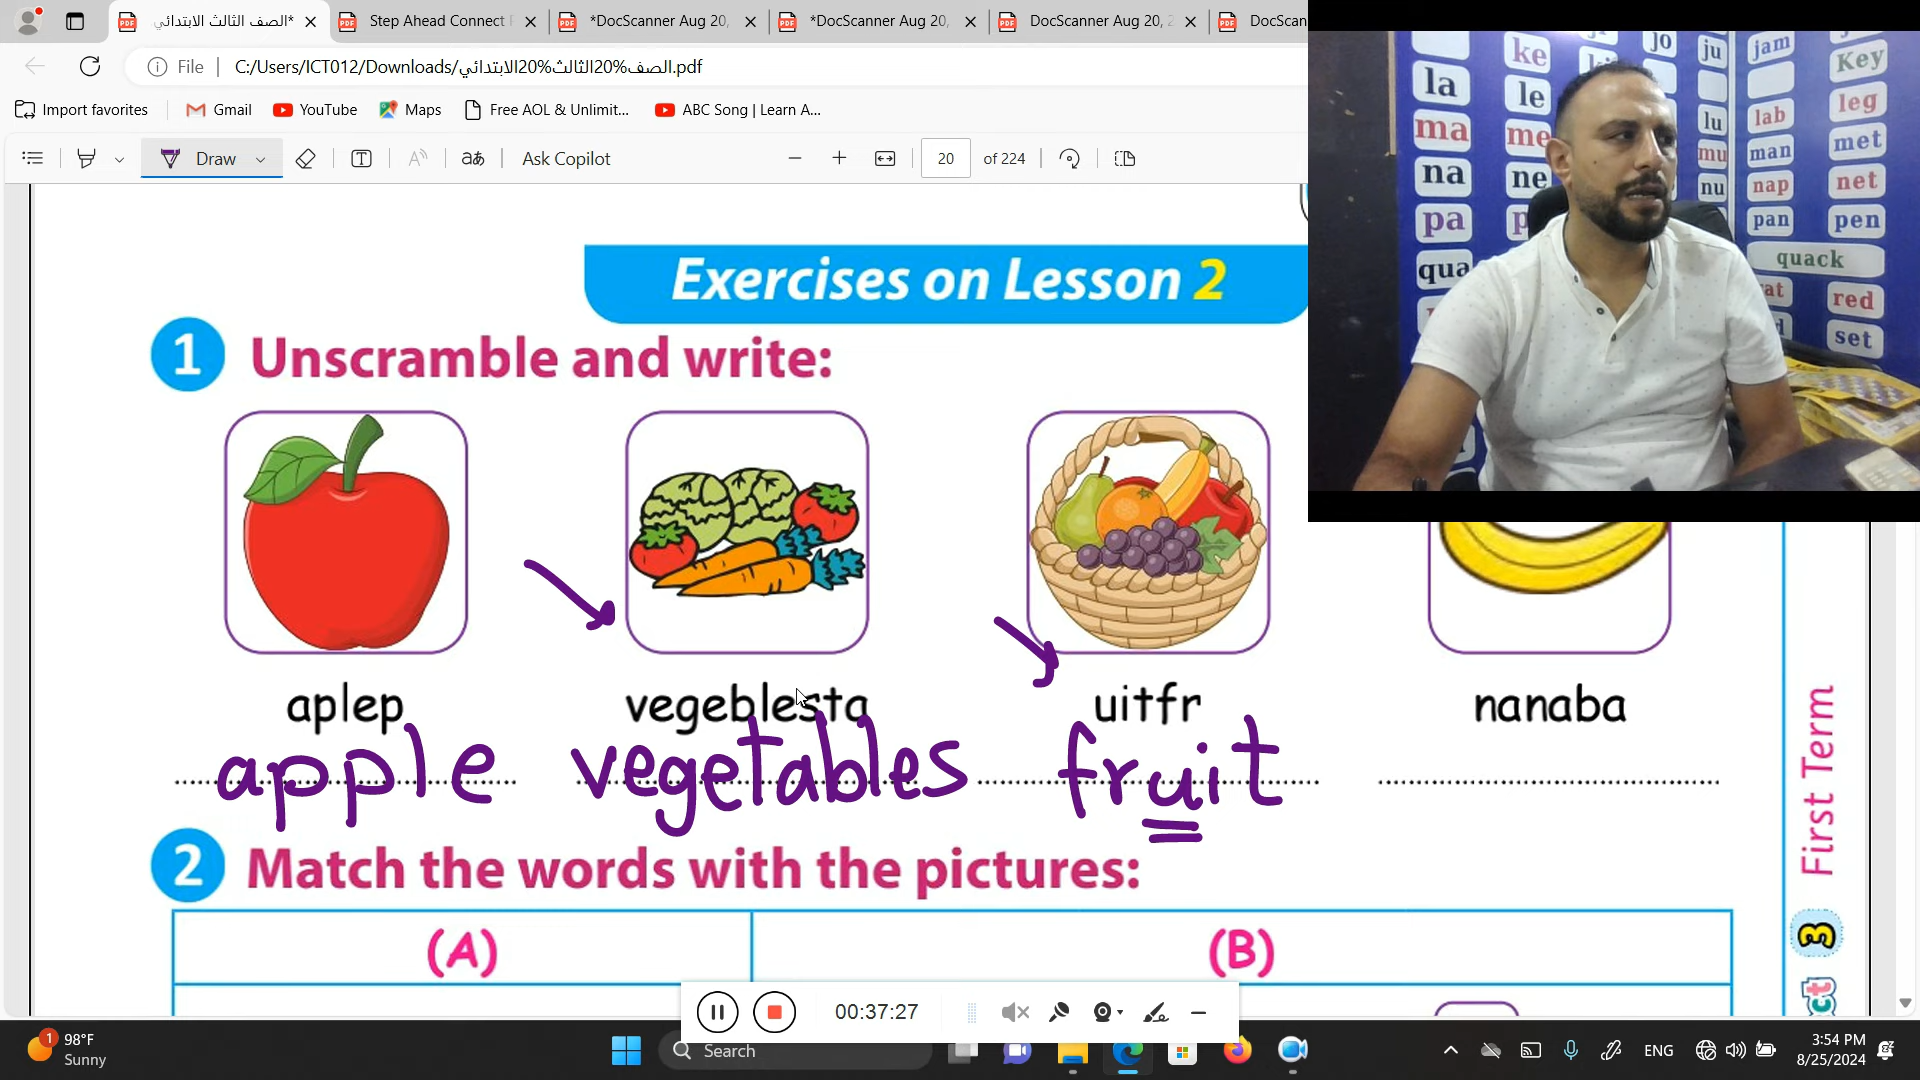 *الصف الثالث الابتدائي
Step Ahead Connect
*DocScanner Aug 20,
*DocScanner Aug 20,
DocScanner Aug 20, 2
DocScan
File
C:/Users/ICT012/Downloads/الصف%20الثالث%20الابتدائي.pdf
Import favorites
Gmail
YouTube
Maps
Free AOL & Unlimit...
ABC Song | Learn A...
Draw
Ask Copilot
20 of 224
Exercises on Lesson 2
1 Unscramble and write:
aplep vegeblesta uitfr nanaba
apple vegetables fruit
2 Match the words with the pictures:
(A) (B)
First Term
3
ct
la ke jo ju jam Key
le lu lab leg
ma me mu man met
na ne nu nap net
pa p pan pen
qua quack
at red
set
00:37:27
1
98°F
Sunny
Search
ENG
3:54 PM
8/25/2024